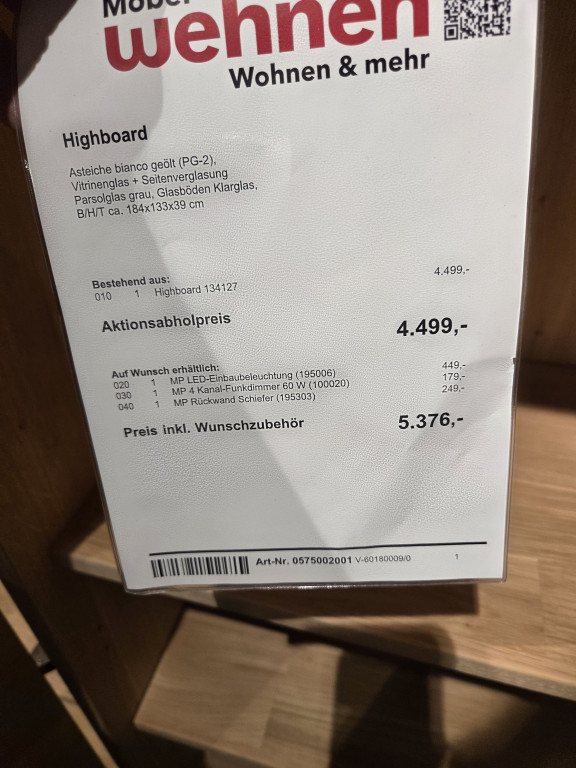 Möbel
wehnen
Wohnen & mehr
Highboard
Asteiche bianco geölt (PG-2),
Vitrinenglas + Seitenverglasung
Parsolglas grau, Glasböden Klarglas,
B/H/T ca. 184x133x39 cm
Bestehend aus:
010 1 Highboard 134127 4.499,-
Aktionsabholpreis 4.499,-
Auf Wunsch erhältlich:
020 1 MP LED-Einbaubeleuchtung (195006) 449,-
030 1 MP 4 Kanal-Funkdimmer 60 W (100020) 179,-
040 1 MP Rückwand Schiefer (195303) 249,-
Preis inkl. Wunschzubehör 5.376,-
Art-Nr. 0575002001 V-60180009/0 1